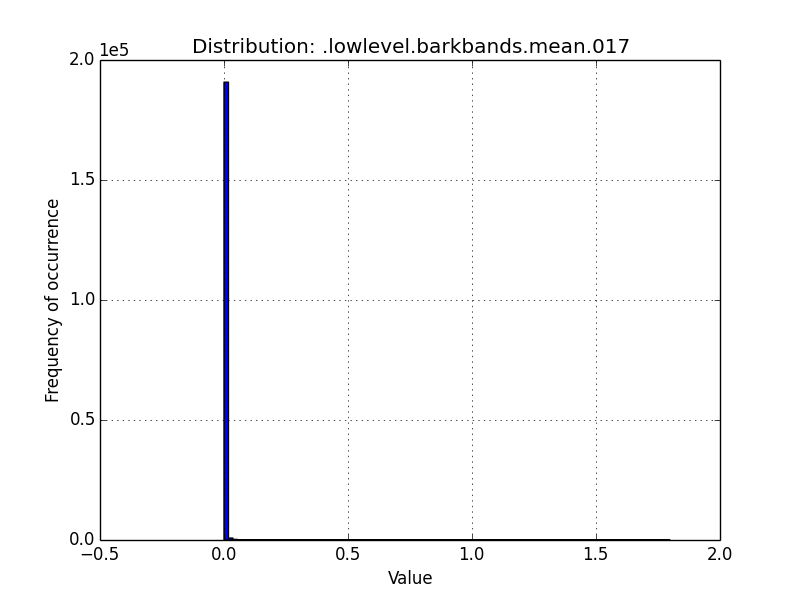 Distribution: .lowlevel.barkbands.mean.017
1e5
2.0
1.5
1.0
0.5
0.0
Frequency of occurrence
−0.5 0.0 0.5 1.0 1.5 2.0
Value